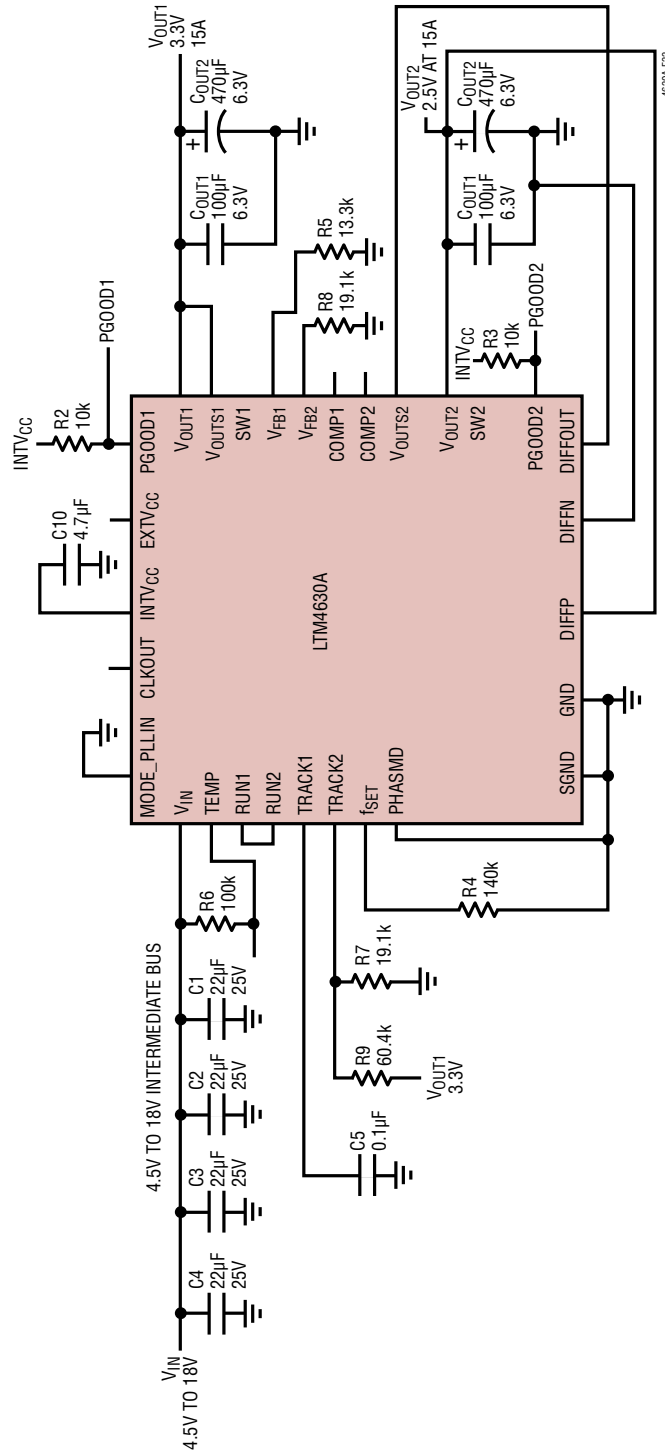 VIN
4.5V TO 18V
4.5V TO 18V INTERMEDIATE BUS
C4
22µF
25V
C3
22µF
25V
C2
22µF
25V
C1
22µF
25V
R6
100k
C5
0.1µF
R9
60.4k
VOUT1
3.3V
R7
19.1k
R4
140k
INTVCC
R2
10k
PGOOD1
C10
4.7µF
MODE_PLLIN
CLKOUT
INTVCC
EXTVCC
PGOOD1
VIN
TEMP
RUN1
RUN2
TRACK1
TRACK2
fSET
PHASMD
LTM4630A
VOUT1
VOUTS1
SW1
VFB1
VFB2
COMP1
COMP2
VOUTS2
VOUT2
SW2
PGOOD2
SGND
GND
DIFFP
DIFFN
DIFFOUT
COUT1
100µF
6.3V
COUT2
470µF
6.3V
+
VOUT1
3.3V
15A
R5
13.3k
R8
19.1k
INTVCC
R3
10k
PGOOD2
COUT1
100µF
6.3V
COUT2
470µF
6.3V
+
VOUT2
2.5V AT 15A